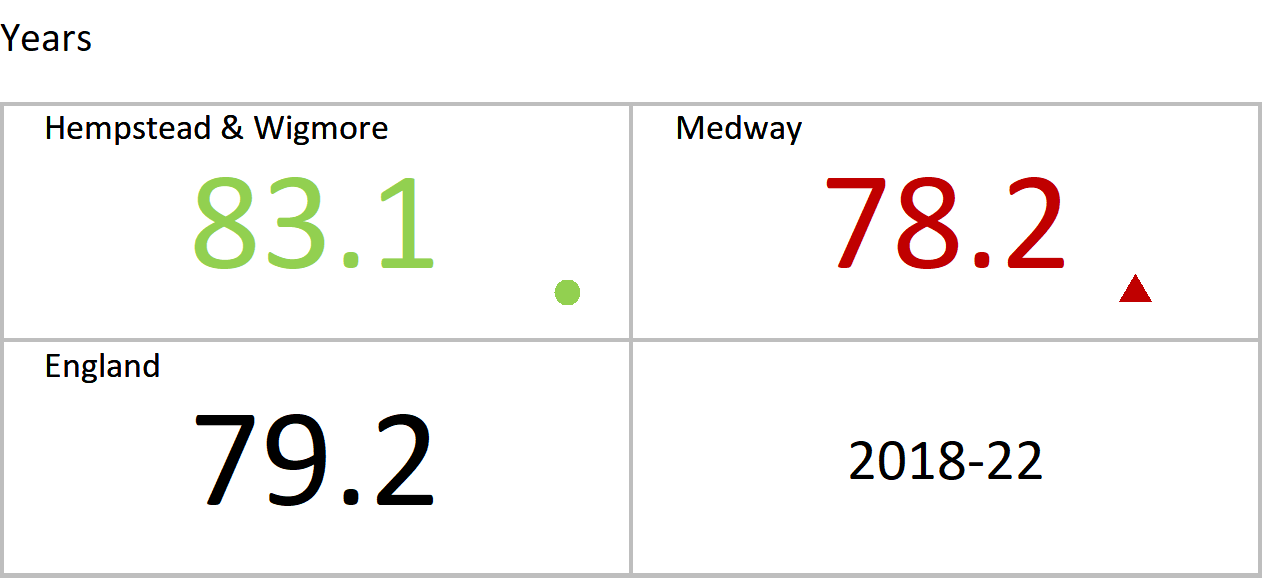 Years
Hempstead & Wigmore
83.1
Medway
78.2
England
79.2
2018-22